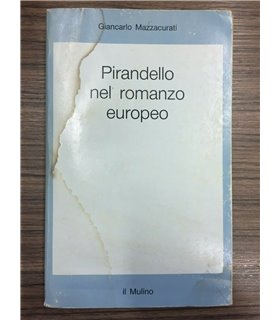 Giancarlo Mazzacurati
Pirandello
nel romanzo
europeo
il Mulino